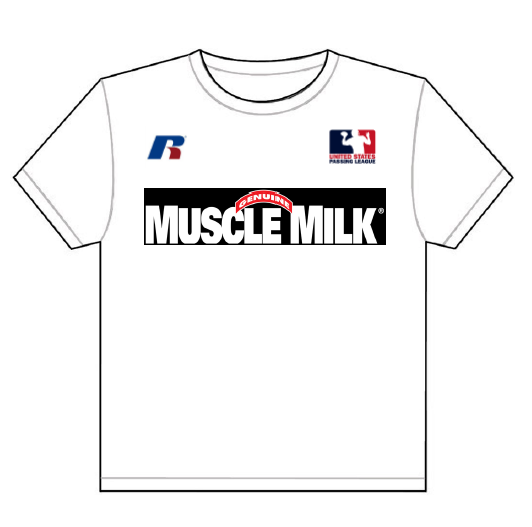 R
UNITED STATES
PASSING LEAGUE
GENUINE
MUSCLE MILK®